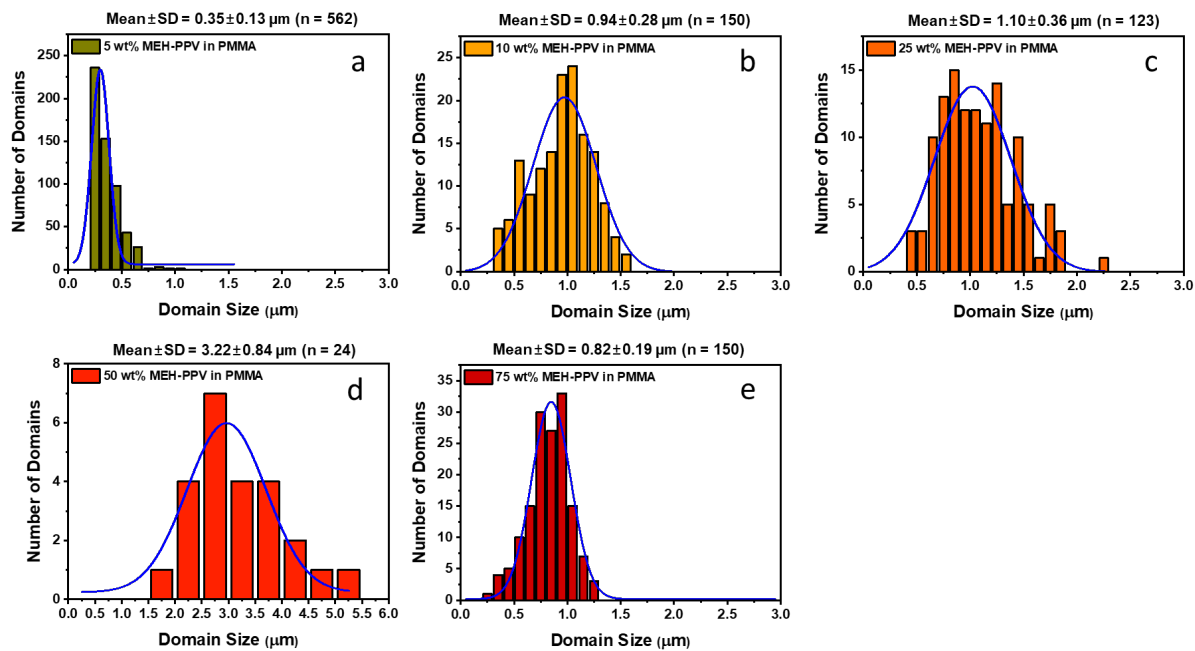 Mean±SD = 0.35±0.13 µm (n = 562)
5 wt% MEH-PPV in PMMA
a
Number of Domains
250
200
150
100
50
0
0.0 0.5 1.0 1.5 2.0 2.5 3.0
Domain Size (µm)
Mean±SD = 0.94±0.28 µm (n = 150)
10 wt% MEH-PPV in PMMA
b
Number of Domains
25
20
15
10
5
0
0.0 0.5 1.0 1.5 2.0 2.5 3.0
Domain Size (µm)
Mean±SD = 1.10±0.36 µm (n = 123)
25 wt% MEH-PPV in PMMA
c
Number of Domains
15
10
5
0
0.0 0.5 1.0 1.5 2.0 2.5 3.0
Domain Size (µm)
Mean±SD = 3.22±0.84 µm (n = 24)
50 wt% MEH-PPV in PMMA
d
Number of Domains
8
6
4
2
0
0.0 0.5 1.0 1.5 2.0 2.5 3.0 3.5 4.0 4.5 5.0 5.5 6.0
Domain Size (µm)
Mean±SD = 0.82±0.19 µm (n = 150)
75 wt% MEH-PPV in PMMA
e
Number of Domains
35
30
25
20
15
10
5
0
0.0 0.5 1.0 1.5 2.0 2.5 3.0
Domain Size (µm)